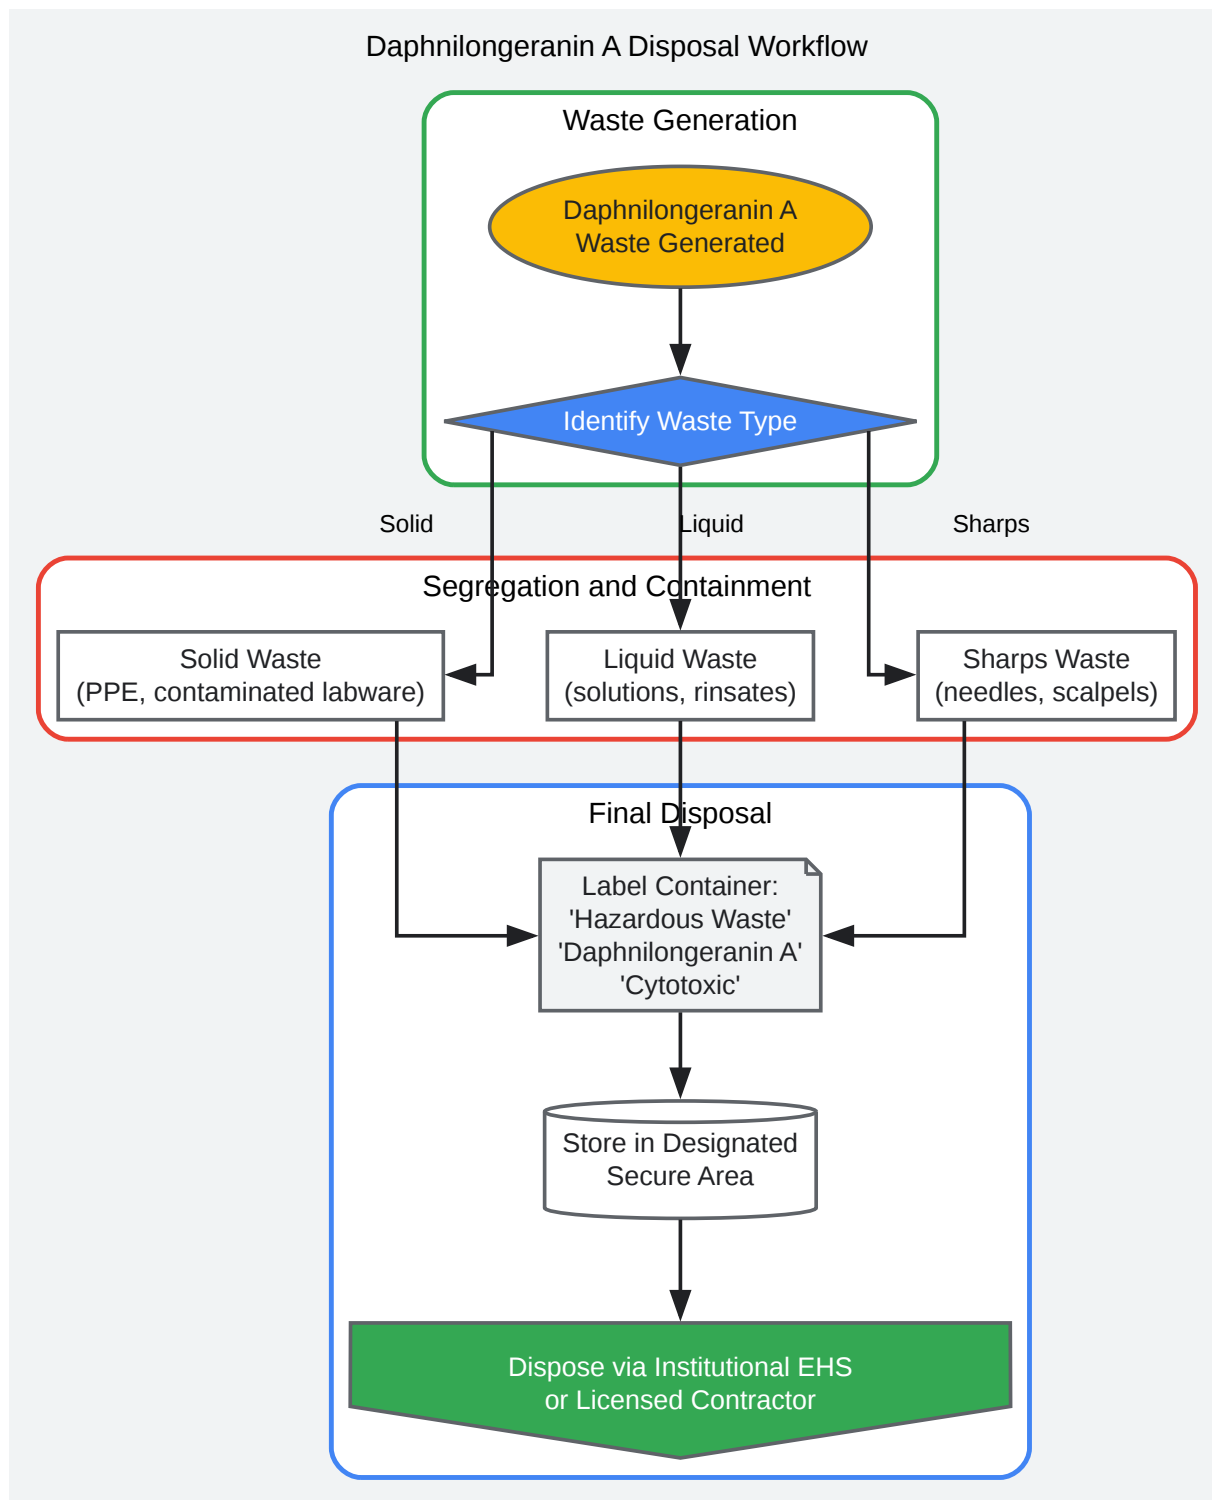 Daphnilongeranin A Disposal Workflow
Waste Generation
Daphnilongeranin A
Waste Generated
Identify Waste Type
Solid
Liquid
Sharps
Segregation and Containment
Solid Waste
(PPE, contaminated labware)
Liquid Waste
(solutions, rinsates)
Sharps Waste
(needles, scalpels)
Final Disposal
Label Container:
'Hazardous Waste'
'Daphnilongeranin A'
'Cytotoxic'
Store in Designated
Secure Area
Dispose via Institutional EHS
or Licensed Contractor